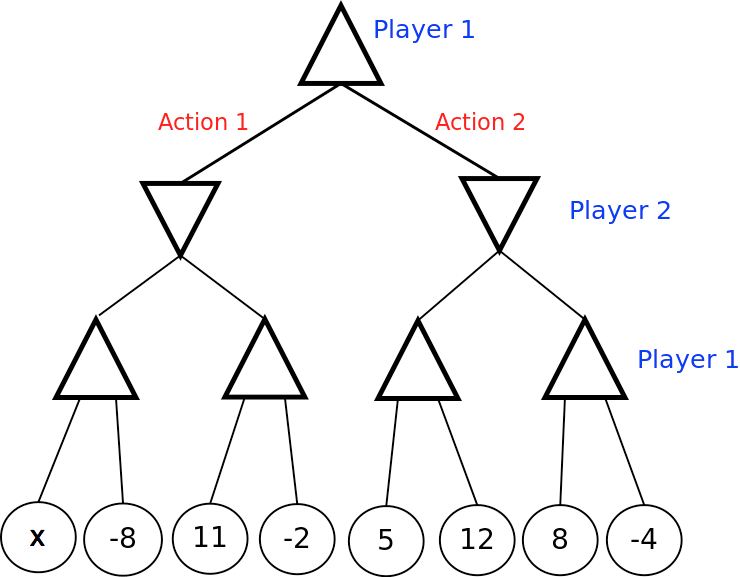 Player 1
Action 1
Action 2
Player 2
Player 1
x
-8
11
-2
5
12
8
-4